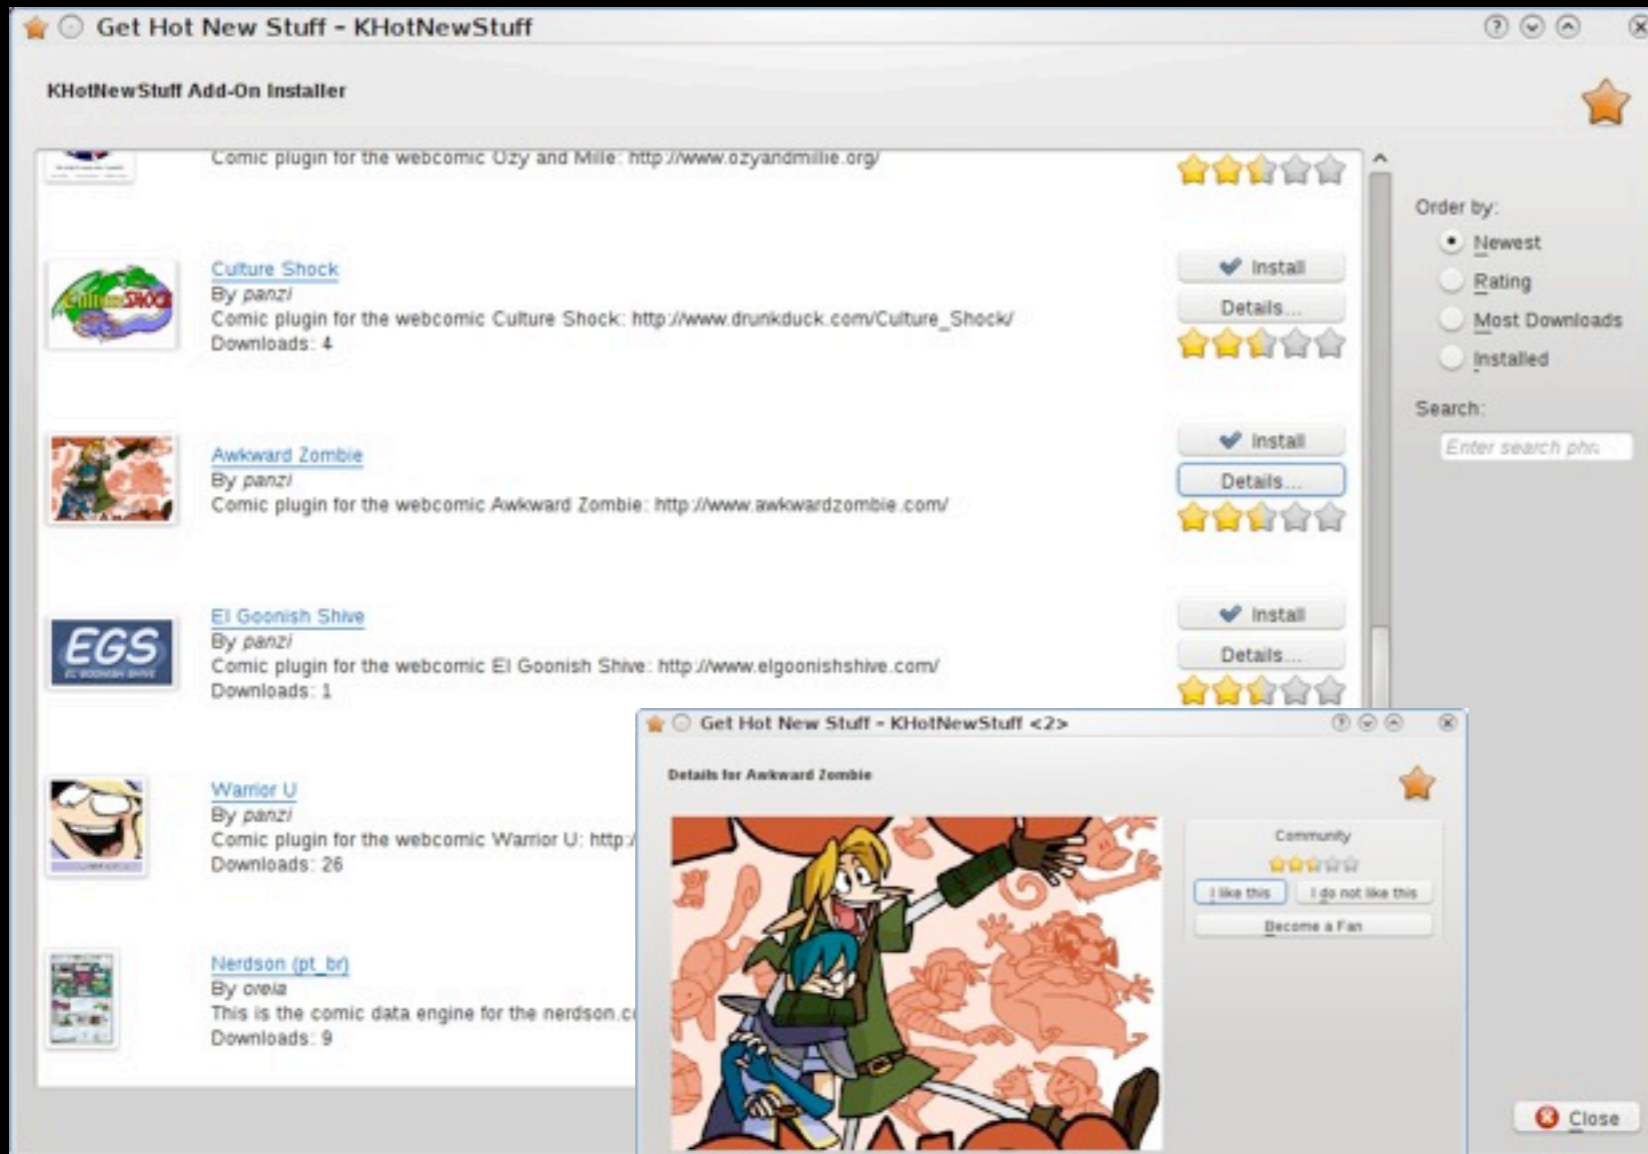 Get Hot New Stuff - KHotNewStuff
KHotNewStuff Add-On Installer
Comic plugin for the webcomic Ozy and Mille: http://www.ozyandmillie.org/
Culture Shock
By panzi
Comic plugin for the webcomic Culture Shock: http://www.drunkduck.com/Culture_Shock/
Downloads: 4
Install
Details...
CultureSHOCK
Awkward Zombie
By panzi
Comic plugin for the webcomic Awkward Zombie: http://www.awkwardzombie.com/
Install
Details...
EGS
EL GOONISH SHIVE
El Goonish Shive
By panzi
Comic plugin for the webcomic El Goonish Shive: http://www.elgoonishshive.com/
Downloads: 1
Install
Details...
Warrior U
By panzi
Comic plugin for the webcomic Warrior U: http:/
Downloads: 26
Nerdson (pt_br)
By oreia
This is the comic data engine for the nerdson.c
Downloads: 9
Order by:
Newest
Rating
Most Downloads
Installed
Search:
Enter search phr
Get Hot New Stuff - KHotNewStuff <2>
Details for Awkward Zombie
Community
I like this
I do not like this
Become a Fan
Close